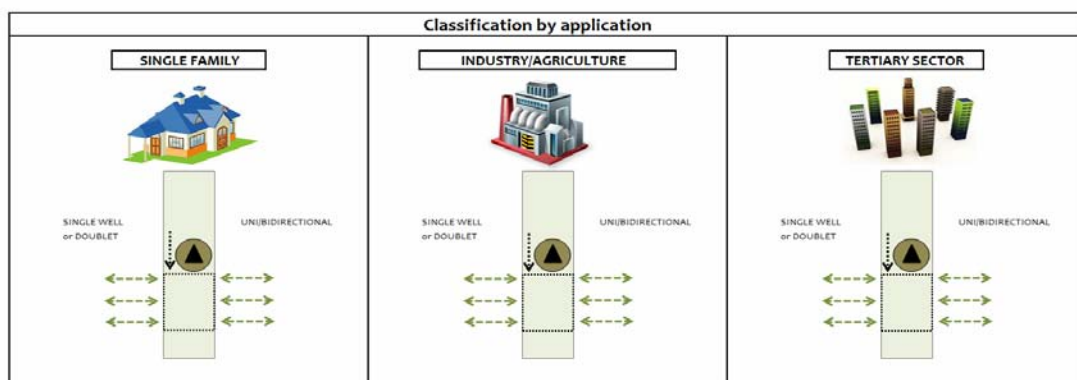 Classification by application
SINGLE FAMILY
INDUSTRY/AGRICULTURE
TERTIARY SECTOR
SINGLE WELL
or DOUBLET
UNI/BIDIRECTIONAL
SINGLE WELL
or DOUBLET
UNI/BIDIRECTIONAL
SINGLE WELL
or DOUBLET
UNI/BIDIRECTIONAL